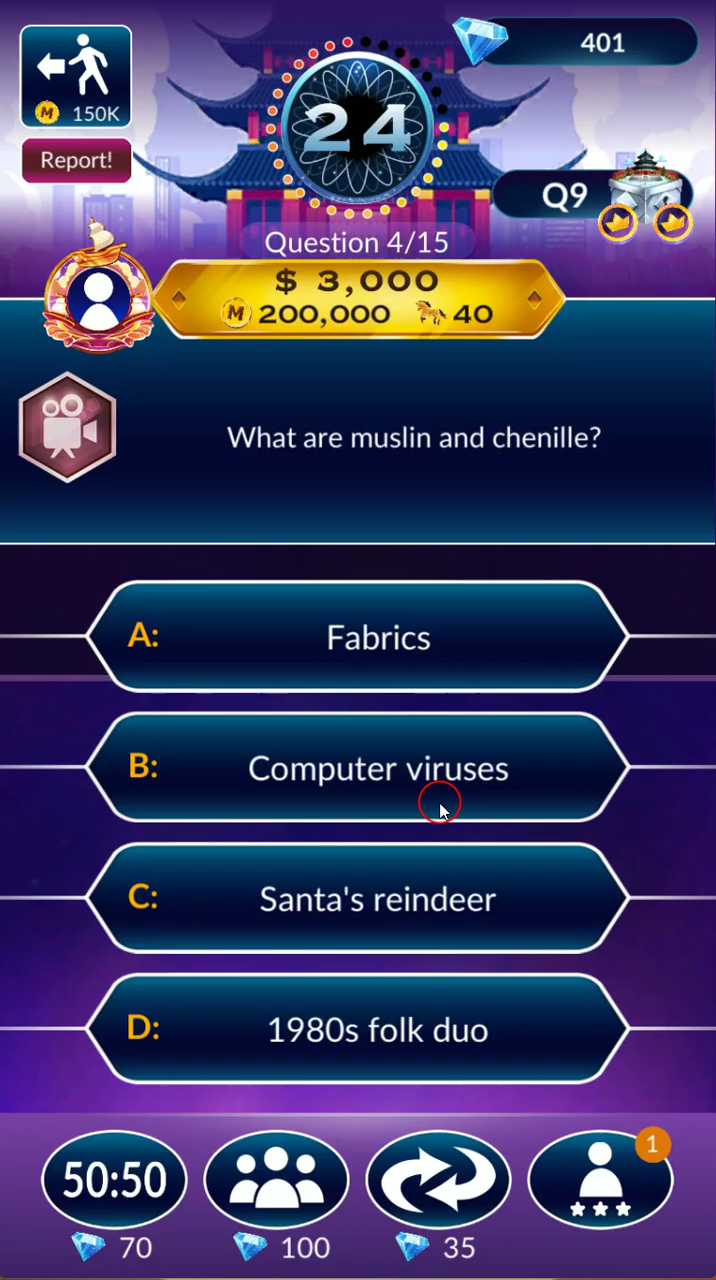 401
M 150K
24
Report!
Q9
Question 4/15
$ 3,000
M 200,000 40
What are muslin and chenille?
A: Fabrics
B: Computer viruses
C: Santa's reindeer
D: 1980s folk duo
1
50:50
70 100 35